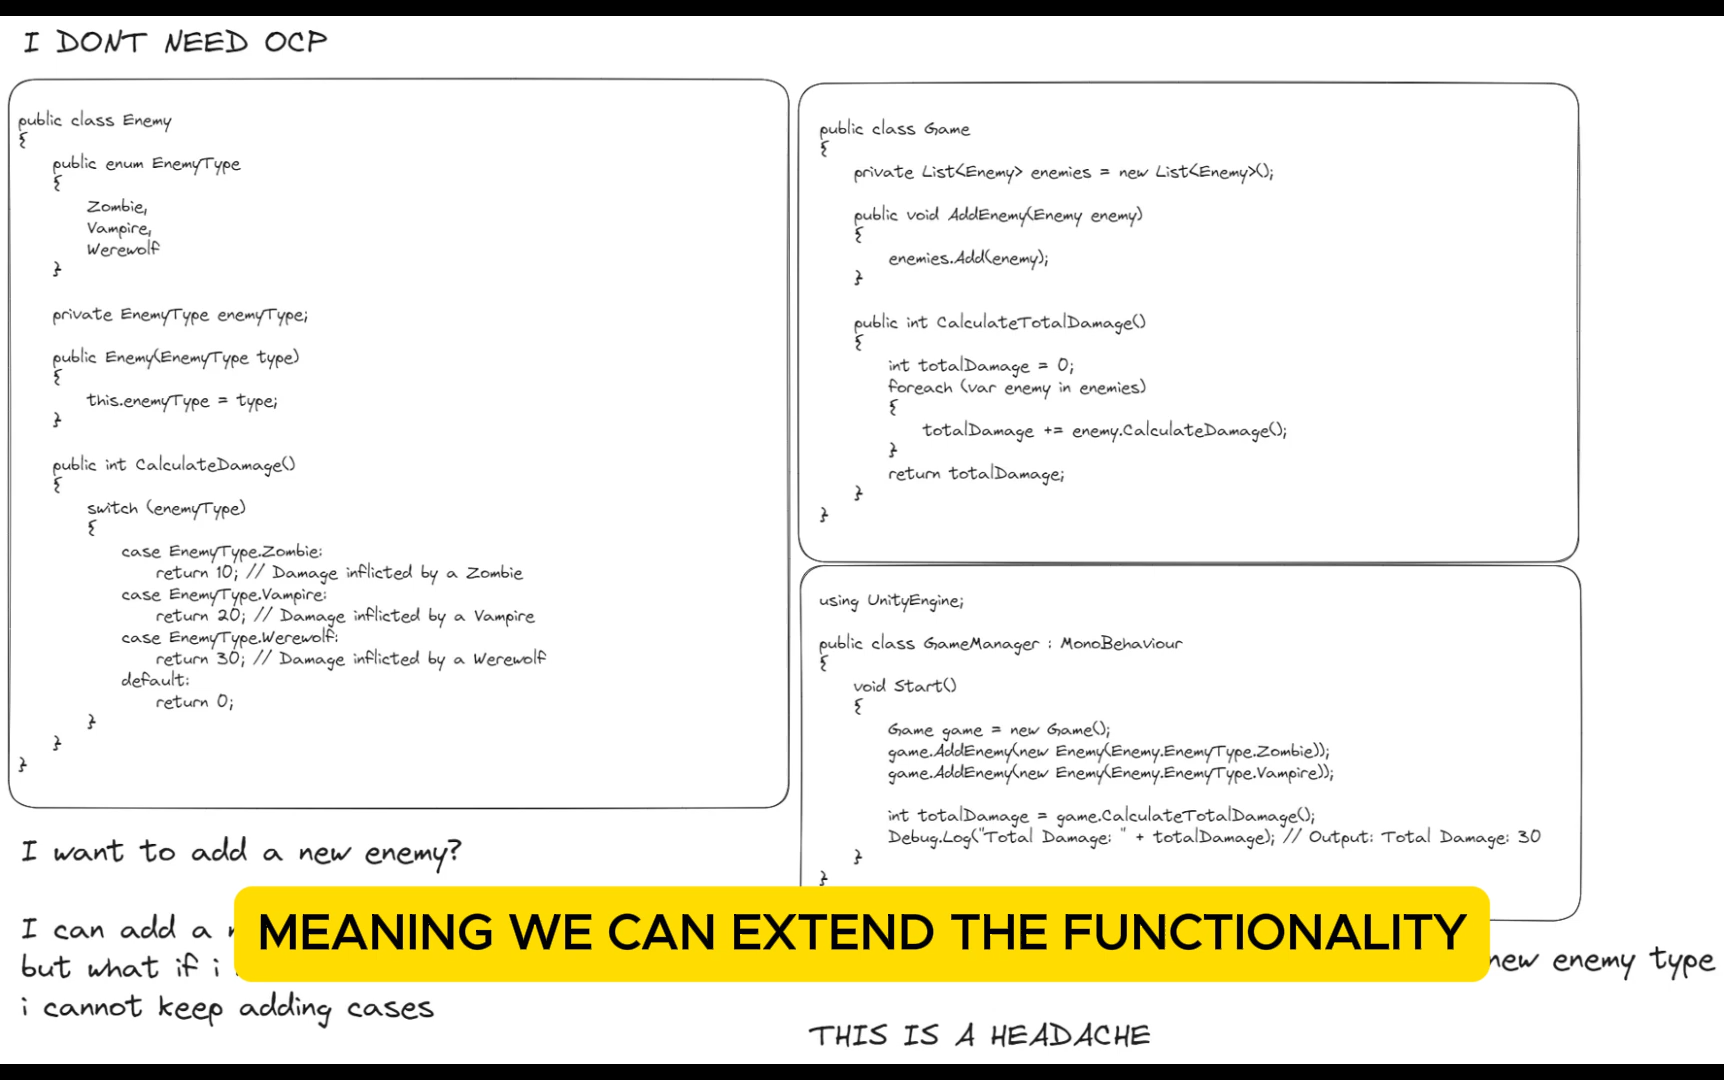 I DONT NEED OCP
public class Enemy
{
public enum EnemyType
{
Zombie,
Vampire,
Werewolf
}
private EnemyType enemyType;
public Enemy(EnemyType type)
{
this.enemyType = type;
}
public int CalculateDamage()
{
switch (enemyType)
{
case EnemyType.Zombie:
return 10; // Damage inflicted by a Zombie
case EnemyType.Vampire:
return 20; // Damage inflicted by a Vampire
case EnemyType.Werewolf:
return 30; // Damage inflicted by a Werewolf
default:
return 0;
}
}
}
public class Game
{
private List<Enemy> enemies = new List<Enemy>();
public void AddEnemy(Enemy enemy)
{
enemies.Add(enemy);
}
public int CalculateTotalDamage()
{
int totalDamage = 0;
foreach (var enemy in enemies)
{
totalDamage += enemy.CalculateDamage();
}
return totalDamage;
}
}
using UnityEngine;
public class GameManager : MonoBehaviour
{
void Start()
{
Game game = new Game();
game.AddEnemy(new Enemy(Enemy.EnemyType.Zombie));
game.AddEnemy(new Enemy(Enemy.EnemyType.Vampire));
int totalDamage = game.CalculateTotalDamage();
Debug.Log("Total Damage: " + totalDamage); // Output: Total Damage: 30
}
}
I want to add a new enemy?
I can add a
but what if i new enemy type
i cannot keep adding cases
MEANING WE CAN EXTEND THE FUNCTIONALITY
THIS IS A HEADACHE